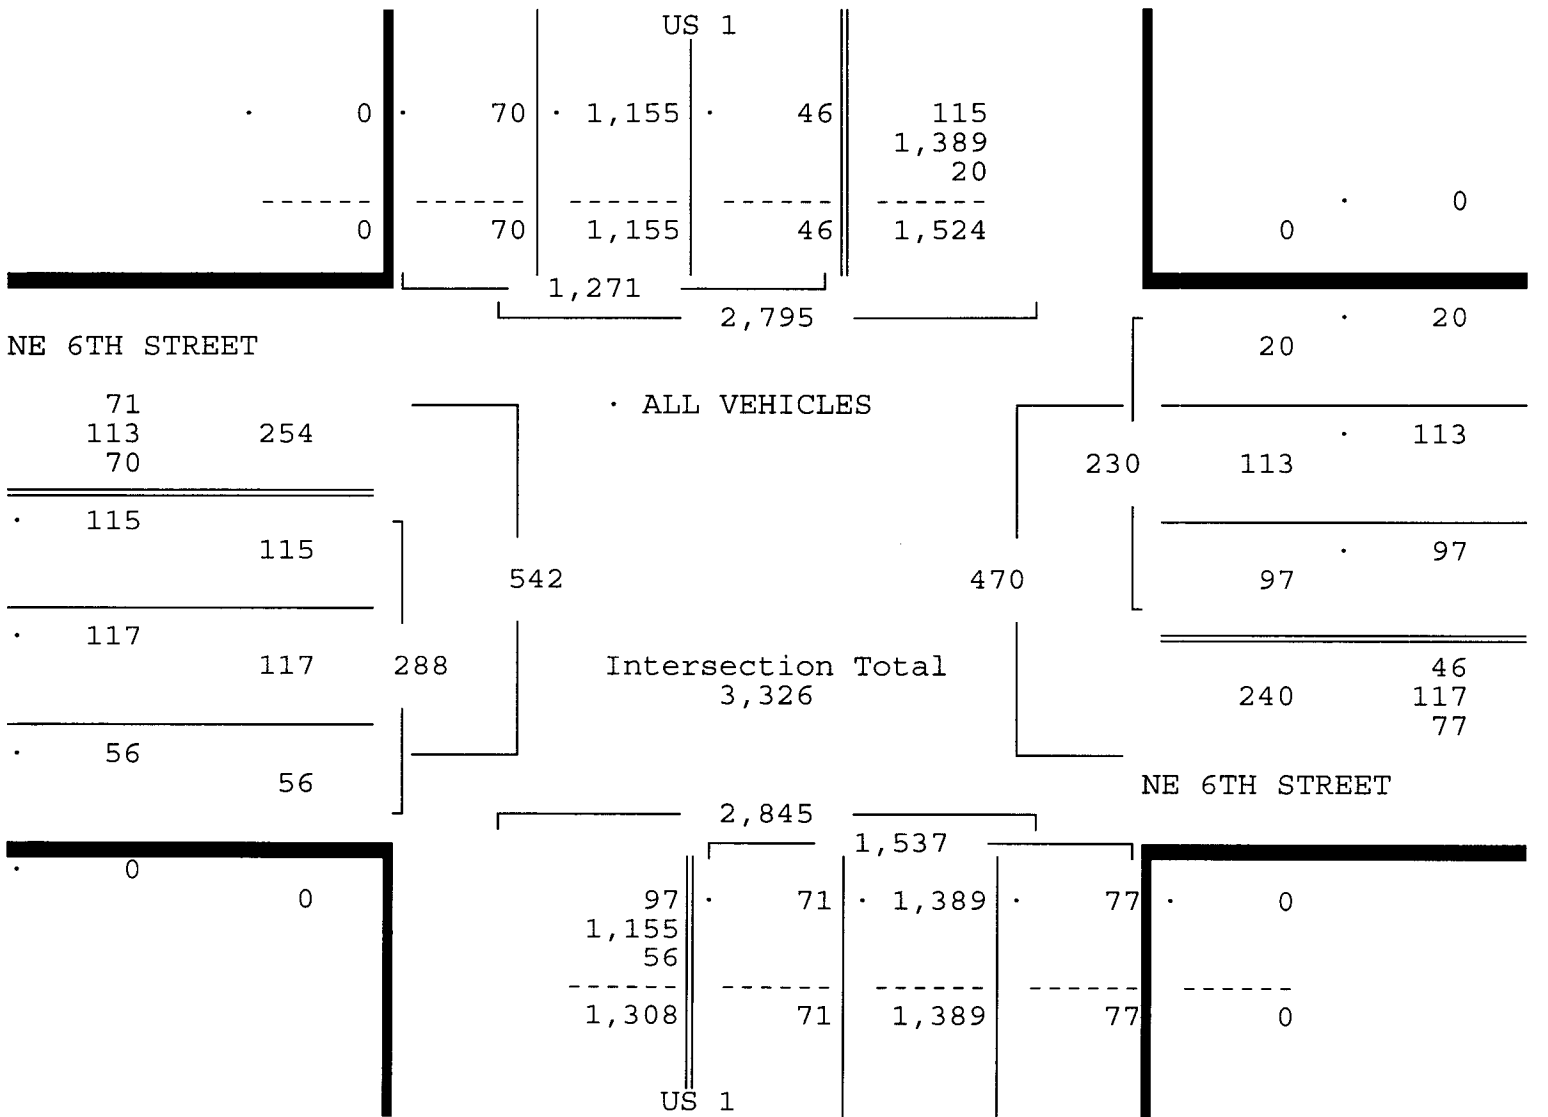 US 1
· 0 · 70 · 1,155 · 46 115
1,389
20
------ ------ ------ ------ ------ · 0
0 70 1,155 46 1,524 0
1,271
2,795 · 20
NE 6TH STREET 20
71 · ALL VEHICLES
113 254 · 113
70 230 113
· 115
115 · 97
542 470 97
· 117
117 288 Intersection Total 46
3,326 240 117
77
· 56
56 NE 6TH STREET
2,845
1,537
· 0
0 97 · 71 · 1,389 · 77 · 0
1,155
56
------ ------ ------ ------ ------
1,308 71 1,389 77 0
US 1